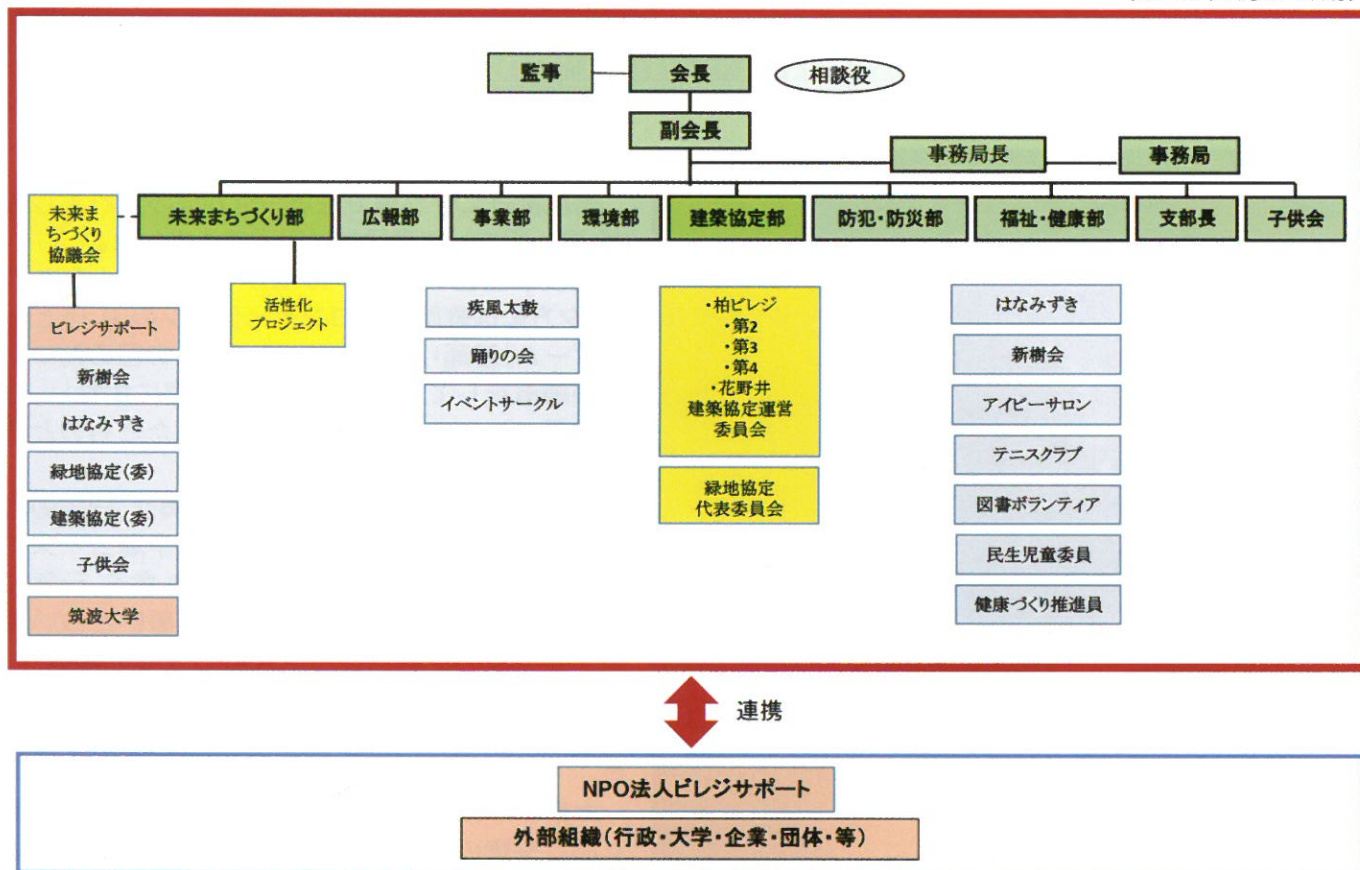 監事
会長
相談役
副会長
事務局長
事務局
未来ま
ちづくり
協議会
未来まちづくり部
広報部
事業部
環境部
建築協定部
防犯・防災部
福祉・健康部
支部長
子供会
ビレジサポート
新樹会
はなみずき
緑地協定(委)
建築協定(委)
子供会
筑波大学
活性化
プロジェクト
疾風太鼓
踊りの会
イベントサークル
・柏ビレジ
・第2
・第3
・第4
・花野井
建築協定運営
委員会
緑地協定
代表委員会
はなみずき
新樹会
アイビーサロン
テニスクラブ
図書ボランティア
民生児童委員
健康づくり推進員
連携
NPO法人ビレジサポート
外部組織(行政・大学・企業・団体・等)